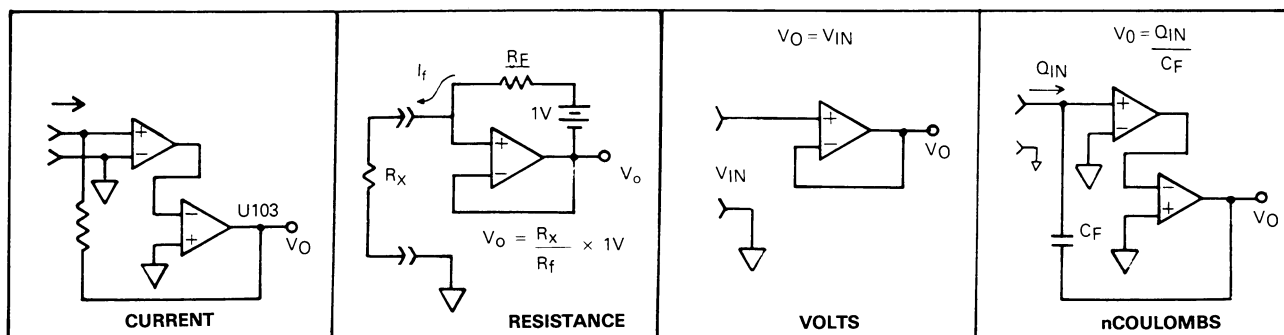 +
−
−
+
U103
VO
CURRENT
If
RF
1V
+
−
RX
Vo
Vo = Rx / Rf × 1V
RESISTANCE
VO = VIN
+
−
VO
VIN
VOLTS
V0 = QIN / CF
QIN
+
−
−
+
CF
VO
nCOULOMBS